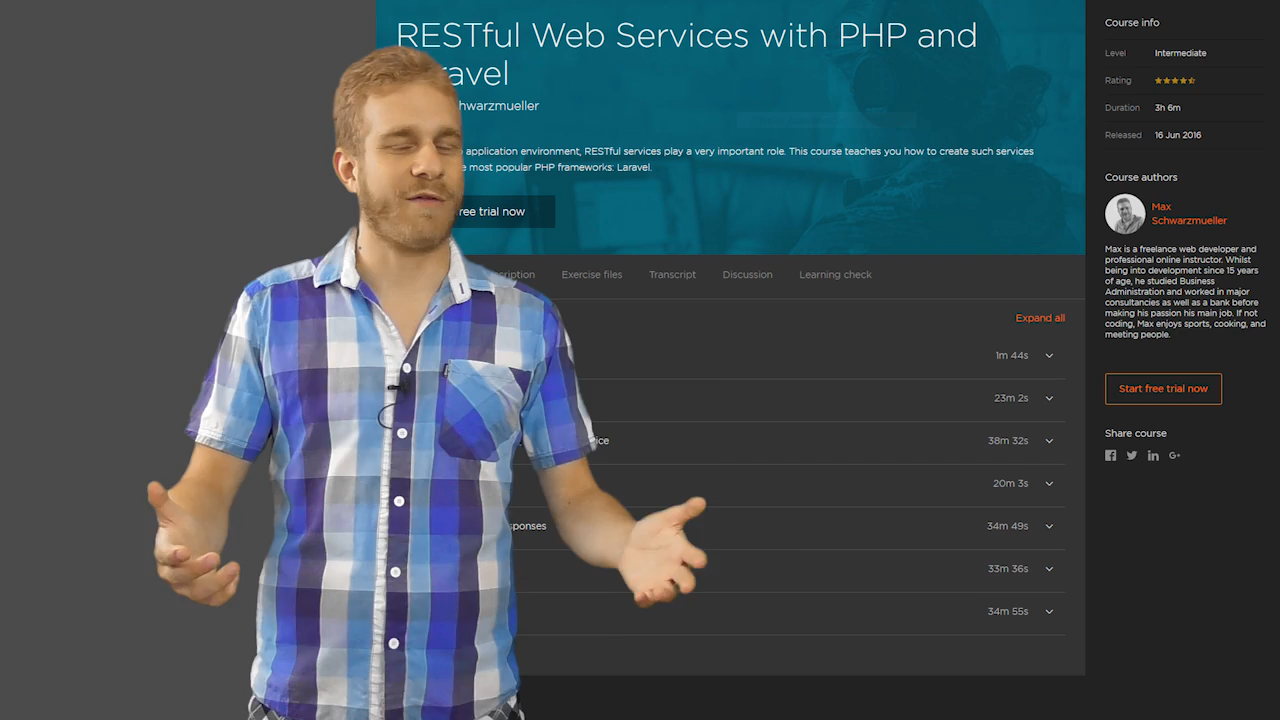 RESTful Web Services with PHP and
avel
hwarzmueller
application environment, RESTful services play a very important role. This course teaches you how to create such services
most popular PHP frameworks: Laravel.
free trial now
cription Exercise files Transcript Discussion Learning check
Expand all
1m 44s
23m 2s
ice 38m 32s
20m 3s
sponses 34m 49s
33m 36s
34m 55s
Course info
Level Intermediate
Rating
Duration 3h 6m
Released 16 Jun 2016
Course authors
Max
Schwarzmueller
Max is a freelance web developer and
professional online instructor. Whilst
being into development since 15 years
of age, he studied Business
Administration and worked in major
consultancies as well as a bank before
making his passion his main job. If not
coding, Max enjoys sports, cooking, and
meeting people.
Start free trial now
Share course